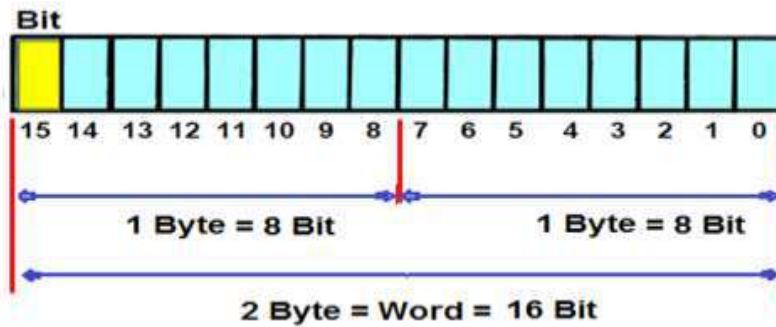 Bit
15 14 13 12 11 10 9 8 7 6 5 4 3 2 1 0
1 Byte = 8 Bit 1 Byte = 8 Bit
2 Byte = Word = 16 Bit